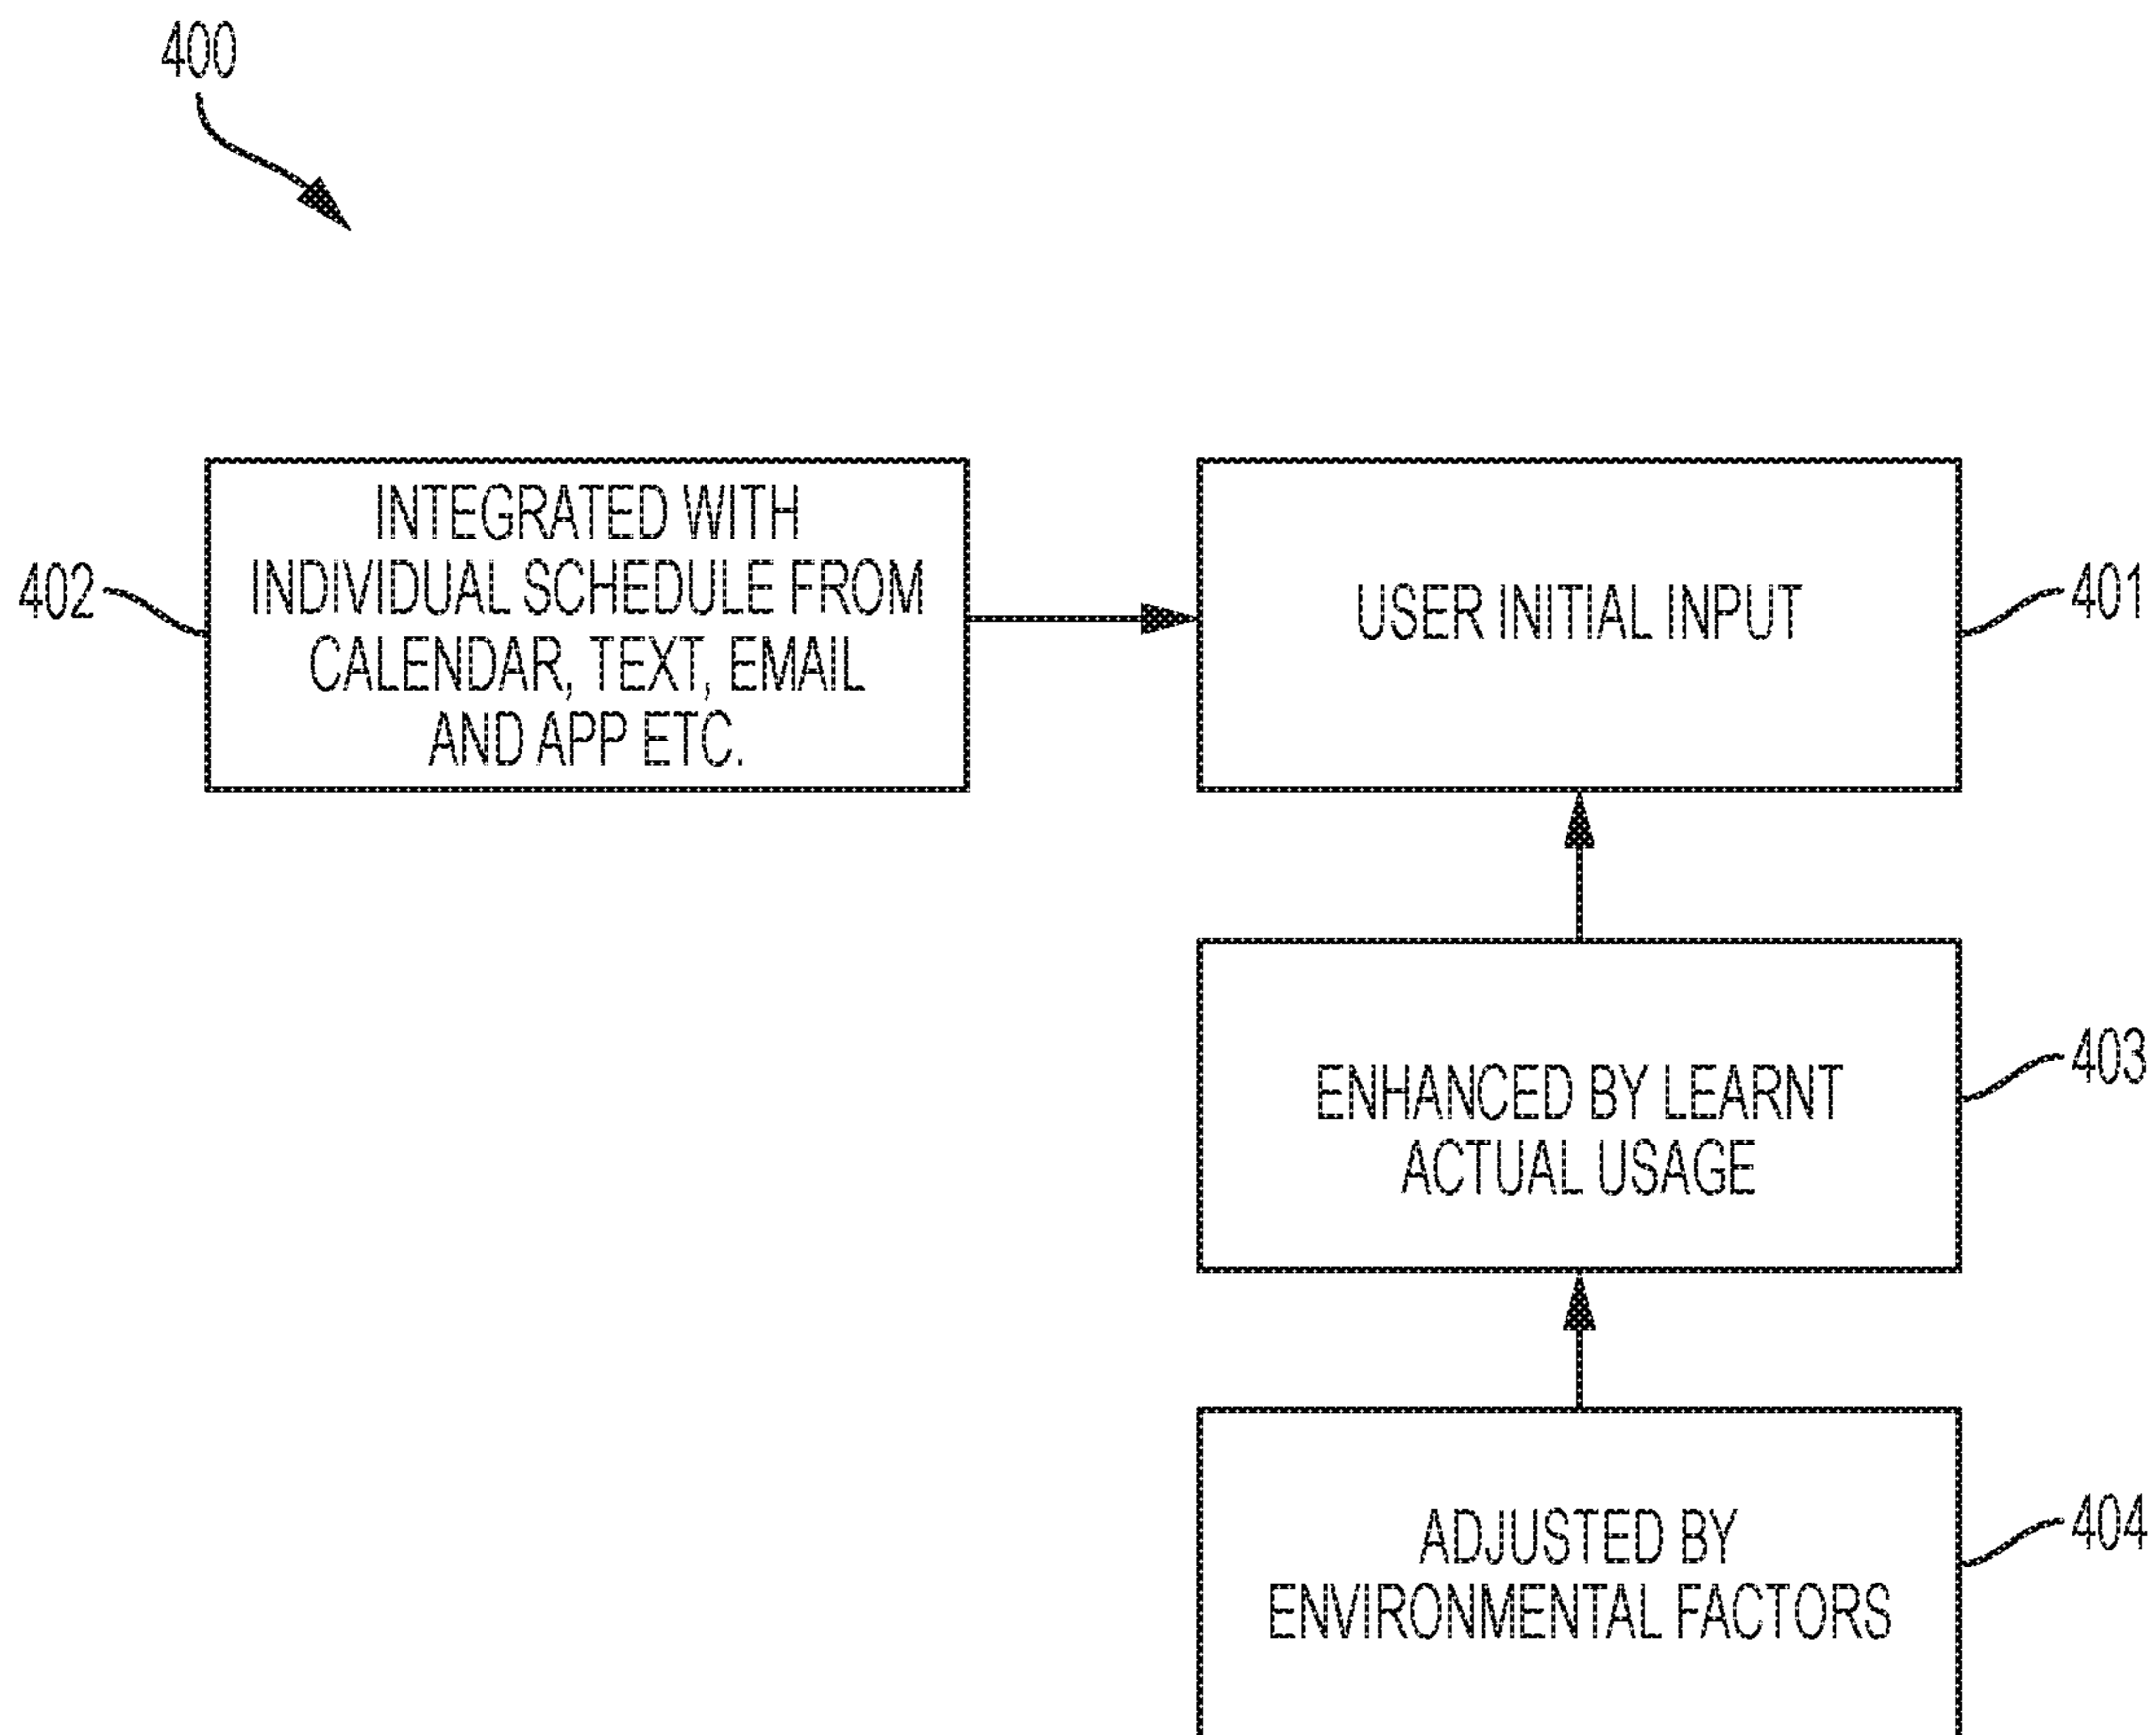 400
INTEGRATED WITH
INDIVIDUAL SCHEDULE FROM
CALENDAR, TEXT, EMAIL
AND APP ETC.
402
USER INITIAL INPUT
401
ENHANCED BY LEARNT
ACTUAL USAGE
403
ADJUSTED BY
ENVIRONMENTAL FACTORS
404